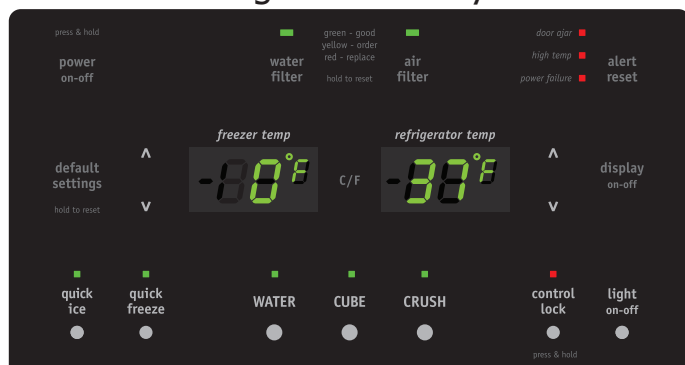 press & hold
power
on-off
water
filter
green - good
yellow - order
red - replace
hold to reset
air
filter
door ajar
high temp
power failure
alert
reset
default
settings
hold to reset
freezer temp
0°F
C/F
refrigerator temp
37°F
display
on-off
quick
ice
quick
freeze
WATER
CUBE
CRUSH
control
lock
press & hold
light
on-off